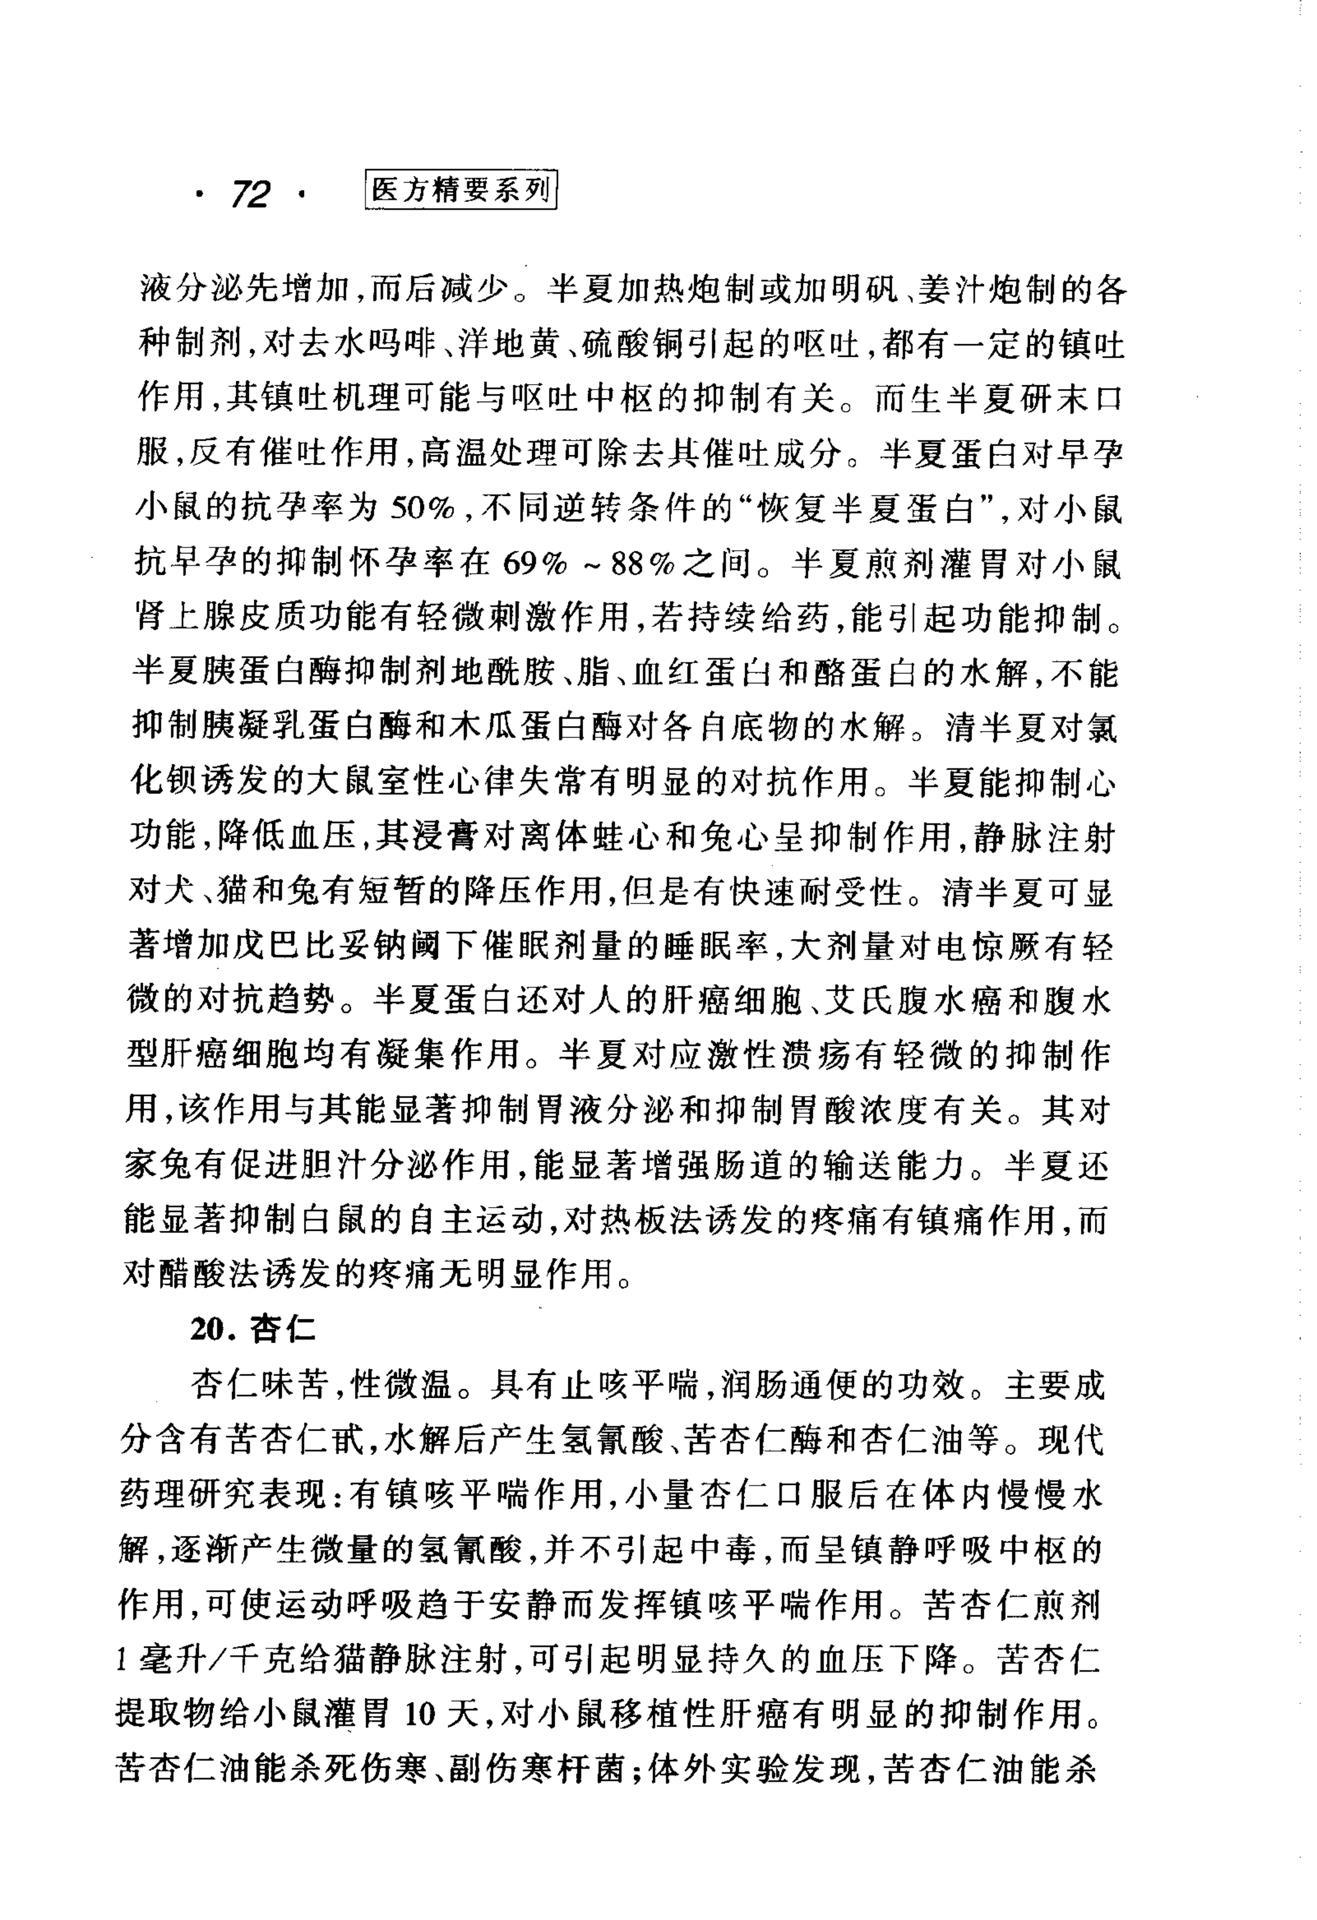 · 72 · 医方精要系列
液分泌先增加,而后减少。半夏加热炮制或加明矾、姜汁炮制的各
种制剂,对去水吗啡、洋地黄、硫酸铜引起的呕吐,都有一定的镇吐
作用,其镇吐机理可能与呕吐中枢的抑制有关。而生半夏研末口
服,反有催吐作用,高温处理可除去其催吐成分。半夏蛋白对早孕
小鼠的抗孕率为50%,不同逆转条件的“恢复半夏蛋白”,对小鼠
抗早孕的抑制怀孕率在69%~88%之间。半夏煎剂灌胃对小鼠
肾上腺皮质功能有轻微刺激作用,若持续给药,能引起功能抑制。
半夏胰蛋白酶抑制剂地酰胺、脂、血红蛋白和酪蛋白的水解,不能
抑制胰凝乳蛋白酶和木瓜蛋白酶对各自底物的水解。清半夏对氯
化钡诱发的大鼠室性心律失常有明显的对抗作用。半夏能抑制心
功能,降低血压,其浸膏对离体蛙心和兔心呈抑制作用,静脉注射
对犬、猫和兔有短暂的降压作用,但是有快速耐受性。清半夏可显
著增加戊巴比妥钠阈下催眠剂量的睡眠率,大剂量对电惊厥有轻
微的对抗趋势。半夏蛋白还对人的肝癌细胞、艾氏腹水癌和腹水
型肝癌细胞均有凝集作用。半夏对应激性溃疡有轻微的抑制作
用,该作用与其能显著抑制胃液分泌和抑制胃酸浓度有关。其对
家兔有促进胆汁分泌作用,能显著增强肠道的输送能力。半夏还
能显著抑制白鼠的自主运动,对热板法诱发的疼痛有镇痛作用,而
对醋酸法诱发的疼痛无明显作用。
20. 杏仁
杏仁味苦,性微温。具有止咳平喘,润肠通便的功效。主要成
分含有苦杏仁甙,水解后产生氢氰酸、苦杏仁酶和杏仁油等。现代
药理研究表现:有镇咳平喘作用,小量杏仁口服后在体内慢慢水
解,逐渐产生微量的氢氰酸,并不引起中毒,而呈镇静呼吸中枢的
作用,可使运动呼吸趋于安静而发挥镇咳平喘作用。苦杏仁煎剂
1毫升/千克给猫静脉注射,可引起明显持久的血压下降。苦杏仁
提取物给小鼠灌胃10天,对小鼠移植性肝癌有明显的抑制作用。
苦杏仁油能杀死伤寒、副伤寒杆菌;体外实验发现,苦杏仁油能杀